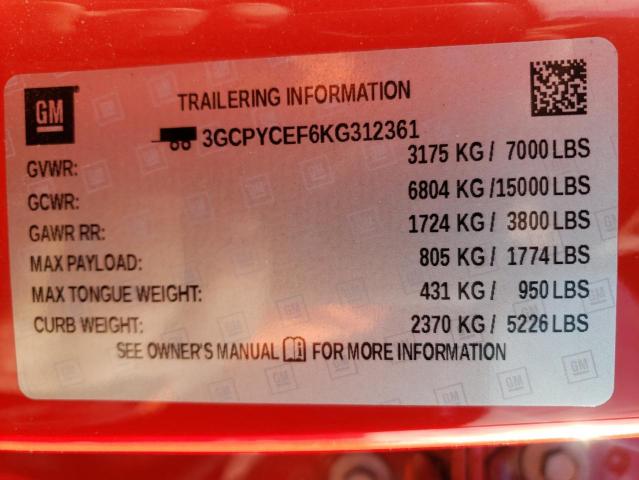 GM
TRAILERING INFORMATION
3GCPYCEF6KG312361
GVWR: 3175 KG / 7000 LBS
GCWR: 6804 KG /15000 LBS
GAWR RR: 1724 KG / 3800 LBS
MAX PAYLOAD: 805 KG / 1774 LBS
MAX TONGUE WEIGHT: 431 KG / 950 LBS
CURB WEIGHT: 2370 KG / 5226 LBS
SEE OWNER'S MANUAL FOR MORE INFORMATION